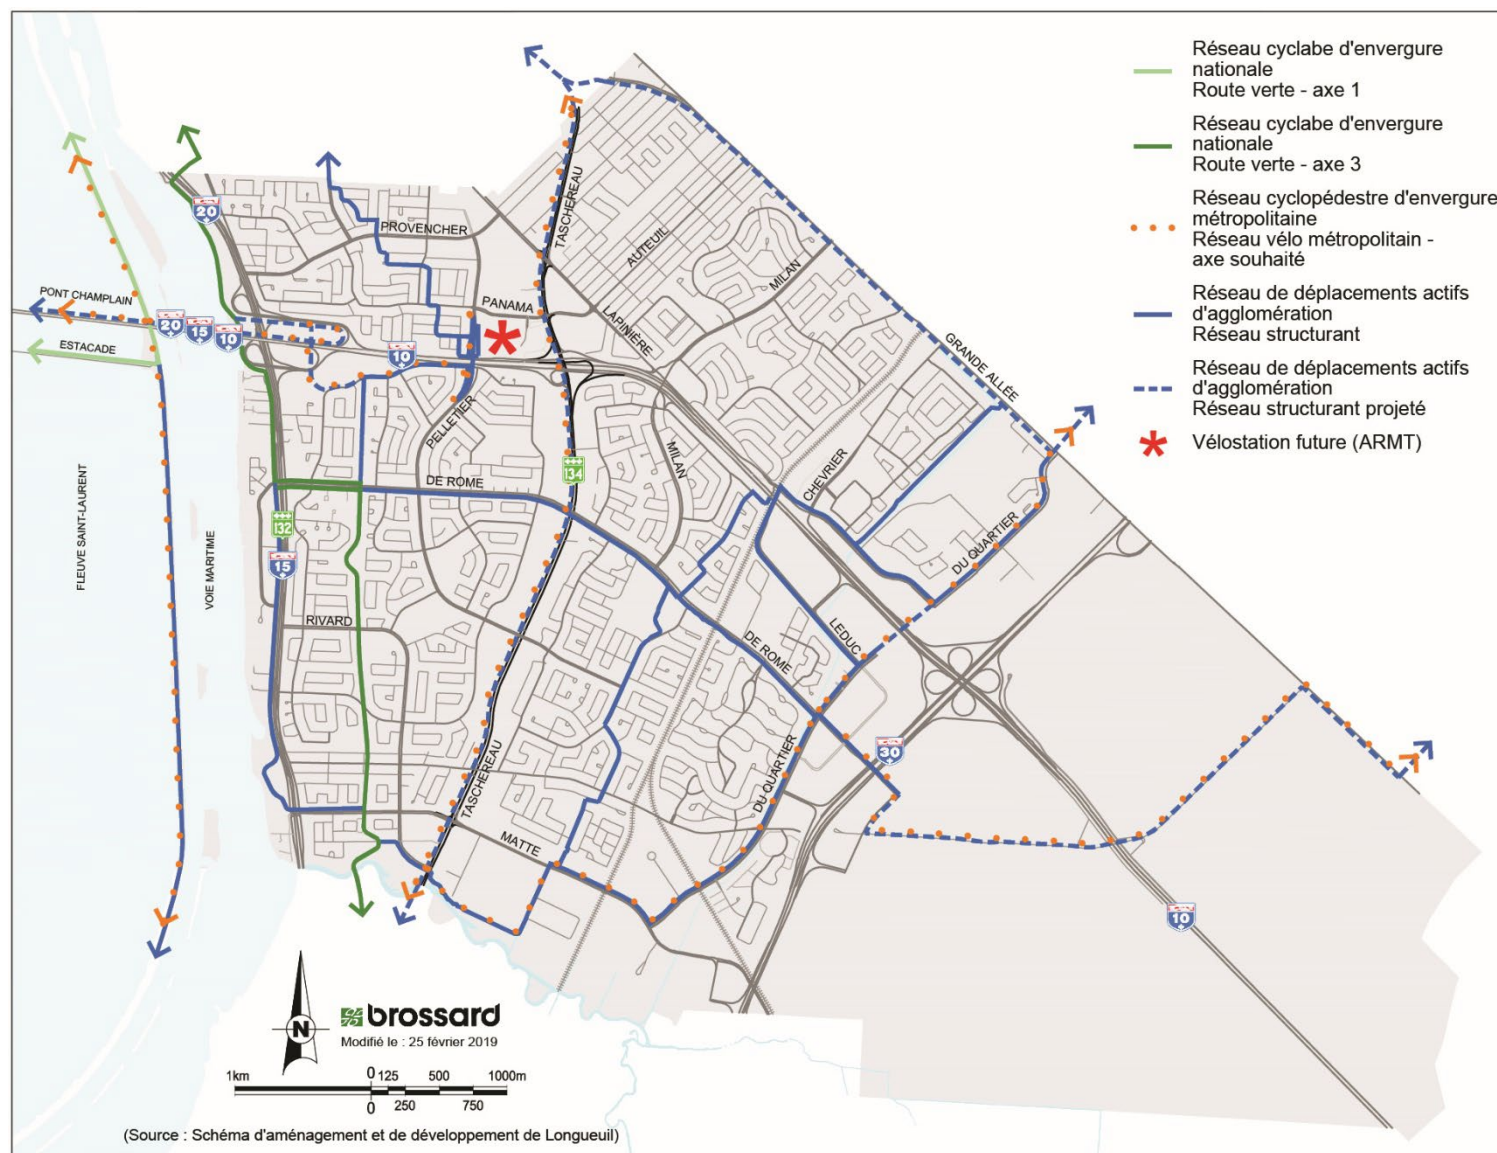 Réseau cyclabe d'envergure
nationale
Route verte - axe 1
Réseau cyclabe d'envergure
nationale
Route verte - axe 3
Réseau cyclopédestre d'envergure
métropolitaine
Réseau vélo métropolitain -
axe souhaité
Réseau de déplacements actifs
d'agglomération
Réseau structurant
Réseau de déplacements actifs
d'agglomération
Réseau structurant projeté
Vélostation future (ARMT)
20
PROVENCHER
TASCHEREAU
AUTEUIL
MILAN
PONT CHAMPLAIN
PANAMA
LAPINIÈRE
20
15
10
10
ESTACADE
GRANDE ALLÉE
PELLETIER
MILAN
CHEVRIER
134
DE ROME
FLEUVE SAINT-LAURENT
VOIE MARITIME
132
15
DU QUARTIER
RIVARD
LEDUC
DE ROME
30
TASCHEREAU
DU QUARTIER
MATTE
10
N
brossard
Modifié le : 25 février 2019
1km
0
125
500
1000m
0
250
750
(Source : Schéma d'aménagement et de développement de Longueuil)